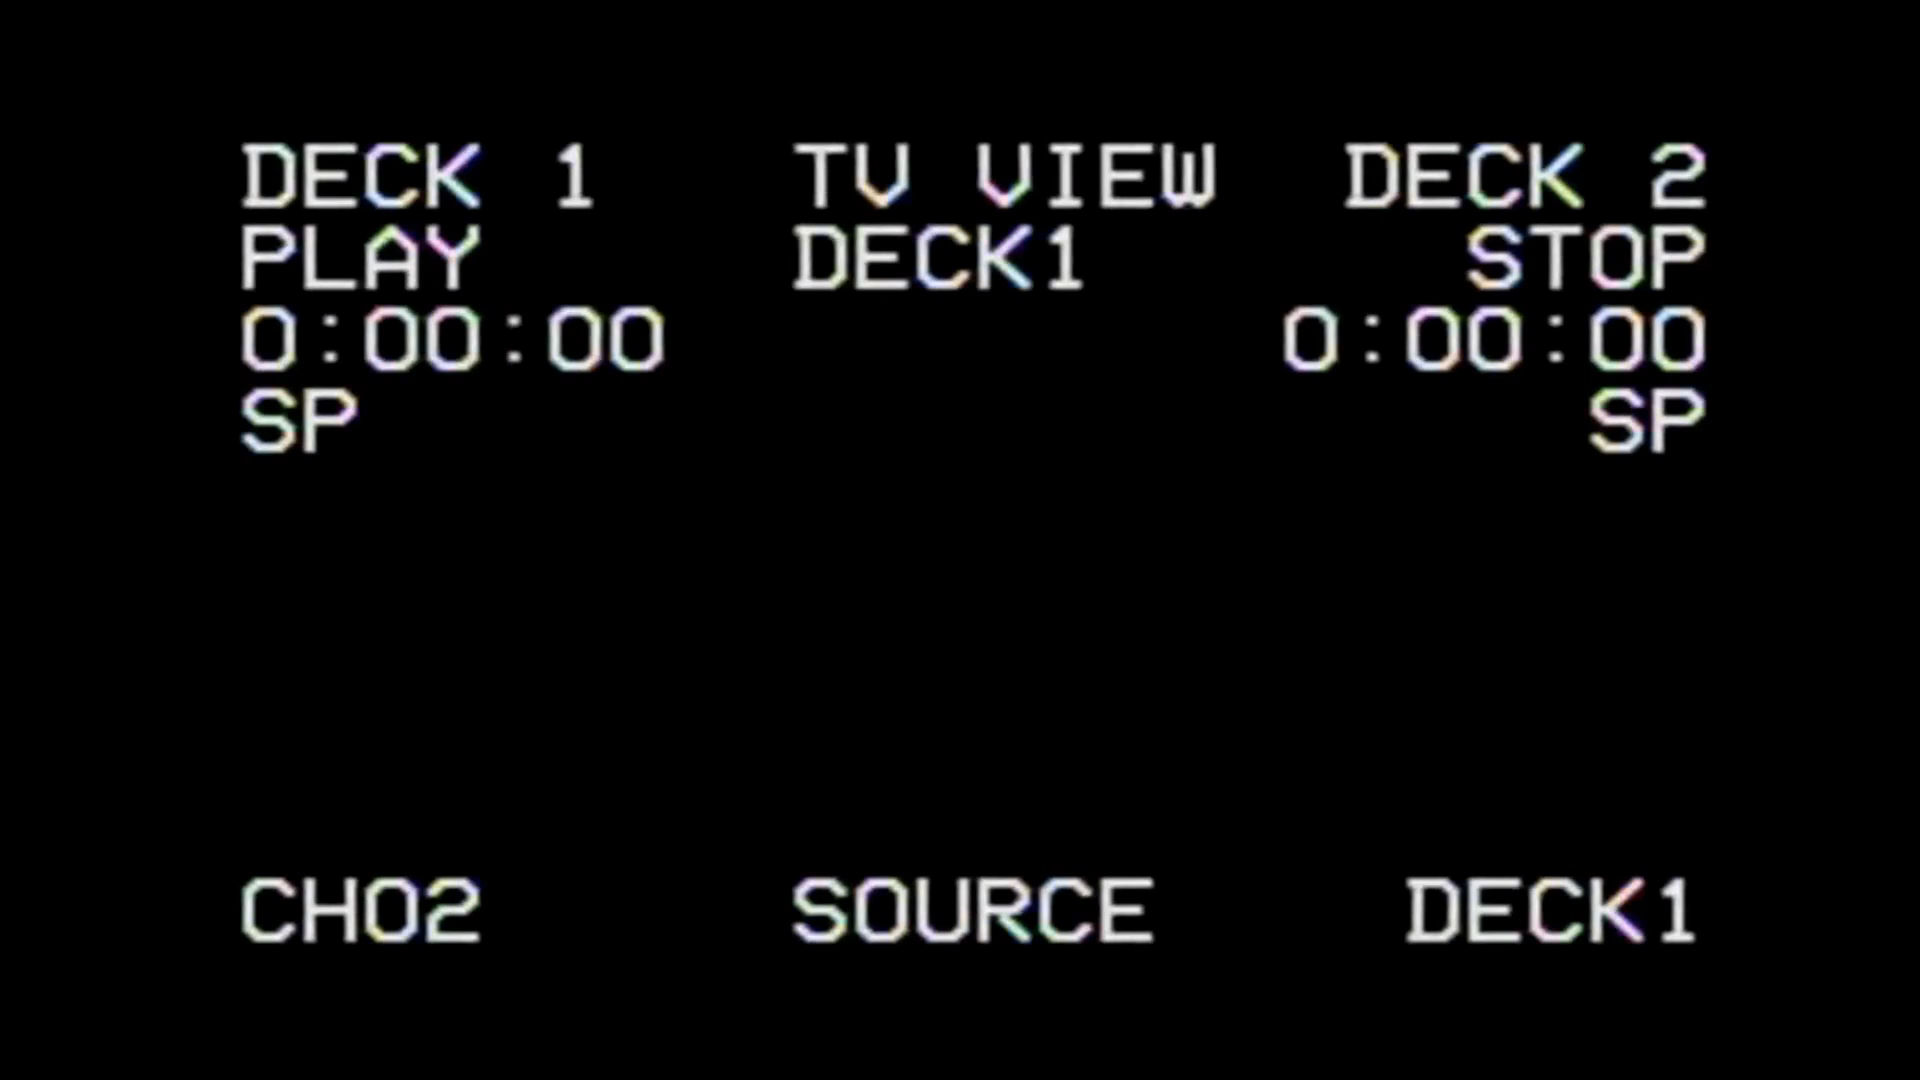 DECK 1 TV VIEW DECK 2
PLAY DECK1 STOP
0:00:00 0:00:00
SP SP
CH02 SOURCE DECK1